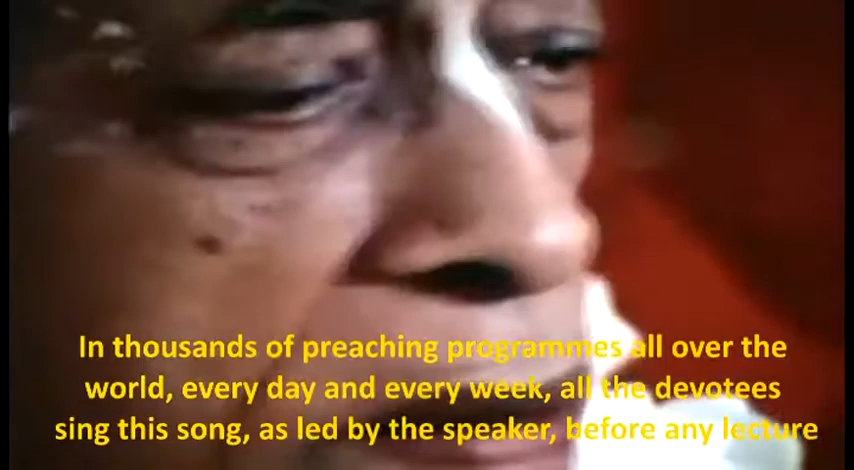 In thousands of preaching programmes all over the
world, every day and every week, all the devotees
sing this song, as led by the speaker, before any lecture